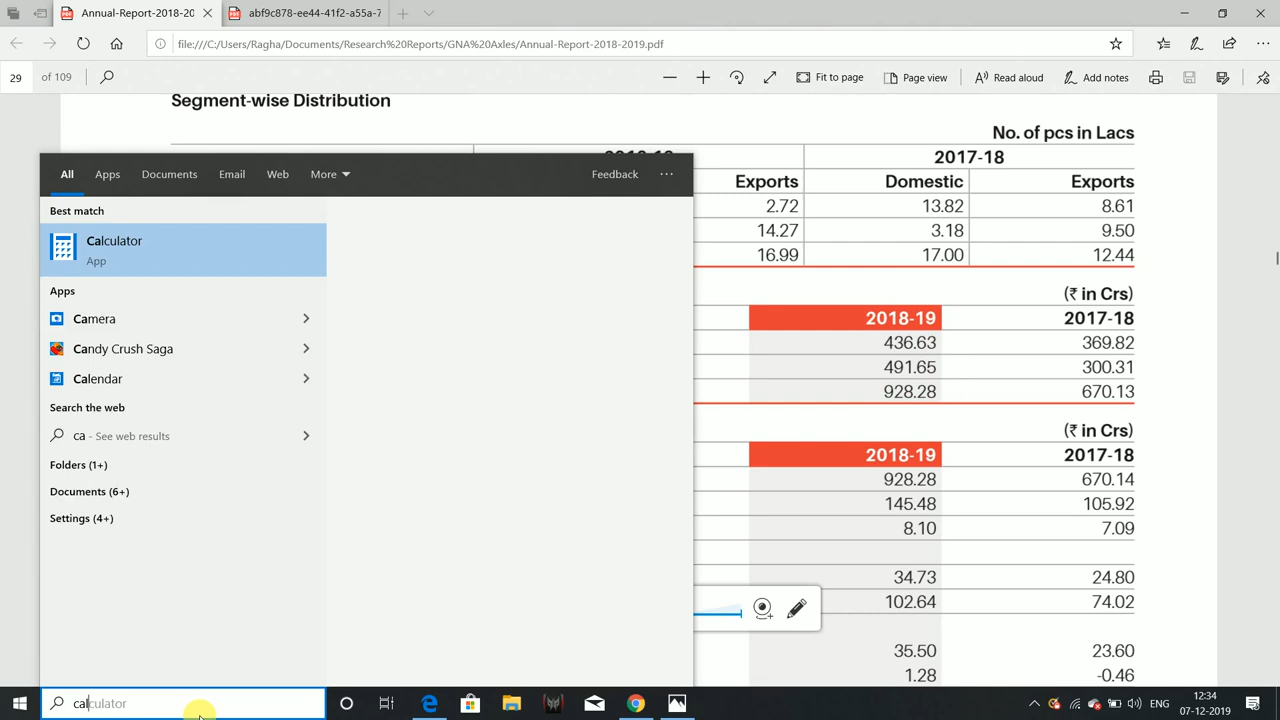 Annual-Report-2018-20
abf9c878-ee44-41f2-a55a-7
file:///C:/Users/Ragha/Documents/Research%20Reports/GNA%20Axles/Annual-Report-2018-2019.pdf
29 of 109
Fit to page
Page view
Read aloud
Add notes
Segment-wise Distribution
No. of pcs in Lacs
2017-18
Exports Domestic Exports
2.72 13.82 8.61
14.27 3.18 9.50
16.99 17.00 12.44
(₹ in Crs)
2018-19 2017-18
436.63 369.82
491.65 300.31
928.28 670.13
(₹ in Crs)
2018-19 2017-18
928.28 670.14
145.48 105.92
8.10 7.09
34.73 24.80
102.64 74.02
35.50 23.60
1.28 -0.46
All Apps Documents Email Web More Feedback ...
Best match
Calculator
App
Apps
Camera
Candy Crush Saga
Calendar
Search the web
ca - See web results
Folders (1+)
Documents (6+)
Settings (4+)
calculator
ENG
12:34
07-12-2019